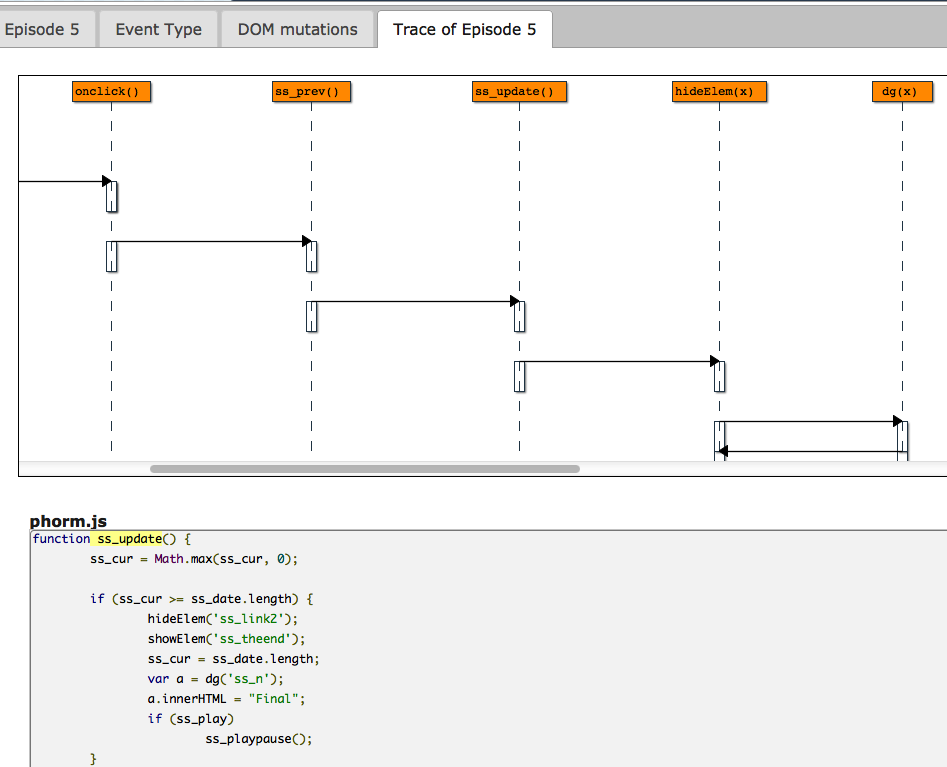 Episode 5 Event Type DOM mutations Trace of Episode 5
onclick() ss_prev() ss_update() hideElem(x) dg(x)
phorm.js
function ss_update() {
ss_cur = Math.max(ss_cur, 0);
if (ss_cur >= ss_date.length) {
hideElem('ss_link2');
showElem('ss_theend');
ss_cur = ss_date.length;
var a = dg('ss_n');
a.innerHTML = "Final";
if (ss_play)
ss_playpause();
}